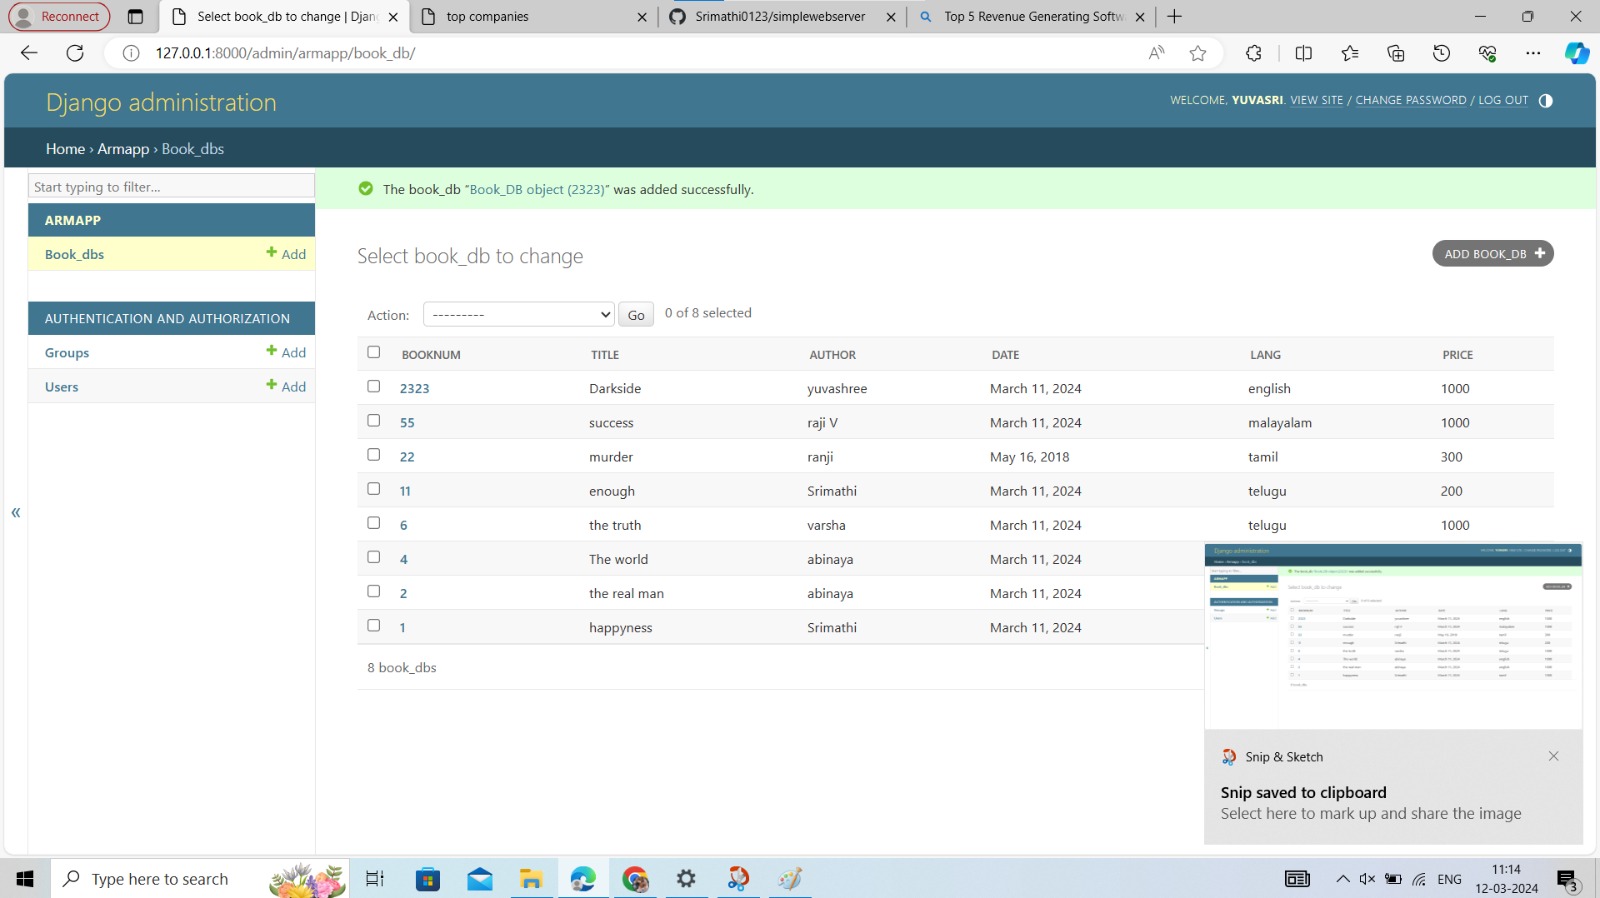 Reconnect
Select book_db to change | Djan
top companies
Srimathi0123/simplewebserver
Top 5 Revenue Generating Softw
127.0.0.1:8000/admin/armapp/book_db/
Django administration
WELCOME, YUVASRI. VIEW SITE / CHANGE PASSWORD / LOG OUT
Home › Armapp › Book_dbs
Start typing to filter...
The book_db “Book_DB object (2323)” was added successfully.
ARMAPP
Book_dbs + Add
AUTHENTICATION AND AUTHORIZATION
Groups + Add
Users + Add
«
Select book_db to change
ADD BOOK_DB +
Action: --------- Go 0 of 8 selected
BOOKNUM TITLE AUTHOR DATE LANG PRICE
2323 Darkside yuvashree March 11, 2024 english 1000
55 success raji V March 11, 2024 malayalam 1000
22 murder ranji May 16, 2018 tamil 300
11 enough Srimathi March 11, 2024 telugu 200
6 the truth varsha March 11, 2024 telugu 1000
4 The world abinaya March 11, 2024
2 the real man abinaya March 11, 2024
1 happyness Srimathi March 11, 2024
8 book_dbs
Django administration
Select book_db to change
Snip & Sketch
Snip saved to clipboard
Select here to mark up and share the image
Type here to search
ENG
11:14
12-03-2024
3